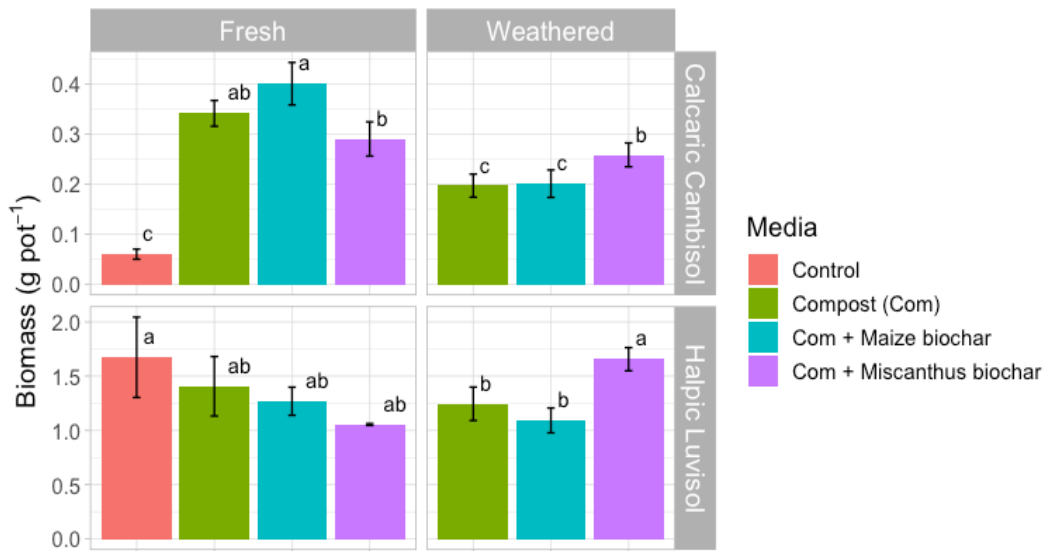 Fresh
Weathered
Biomass (g pot⁻¹)
Calcaric Cambisol
0.4
0.3
0.2
0.1
0.0
c
ab
a
b
c
c
b
Halpic Luvisol
2.0
1.5
1.0
0.5
0.0
a
ab
ab
ab
b
b
a
Media
Control
Compost (Com)
Com + Maize biochar
Com + Miscanthus biochar